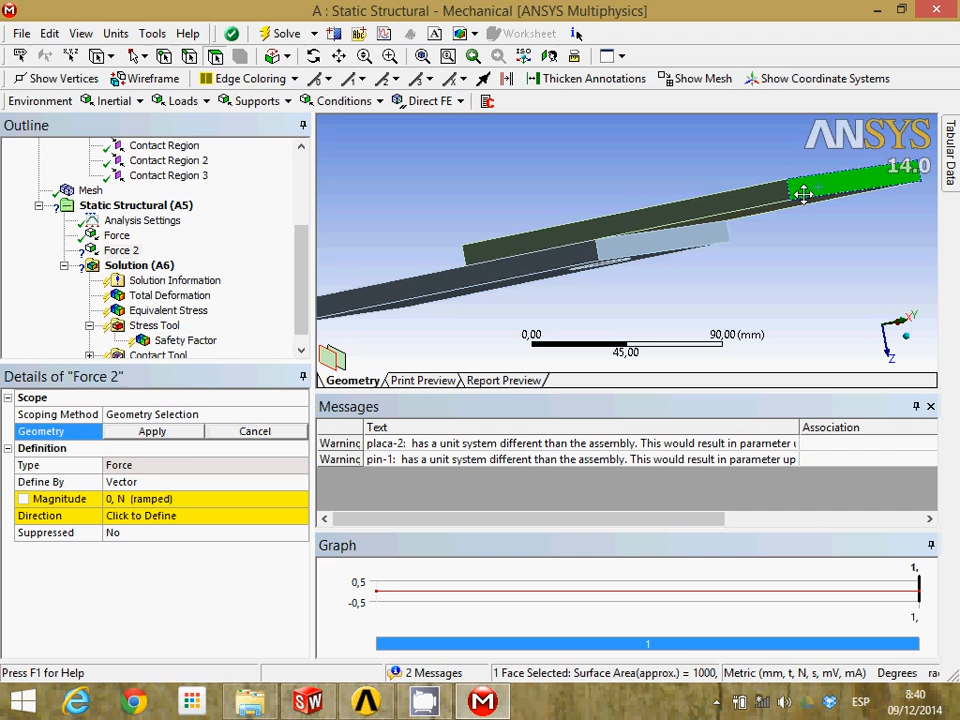 A : Static Structural - Mechanical [ANSYS Multiphysics]
File Edit View Units Tools Help Solve Worksheet
Show Vertices Wireframe Edge Coloring Thicken Annotations Show Mesh Show Coordinate Systems
Environment Inertial Loads Supports Conditions Direct FE
Outline
Contact Region
Contact Region 2
Contact Region 3
Mesh
Static Structural (A5)
Analysis Settings
Force
Force 2
Solution (A6)
Solution Information
Total Deformation
Equivalent Stress
Stress Tool
Safety Factor
Contact Tool
ANSYS
14.0
0,00 90,00 (mm)
45,00
X
Y
Z
Tabular Data
Geometry Print Preview Report Preview
Details of "Force 2"
Scope
Scoping Method Geometry Selection
Geometry Apply Cancel
Definition
Type Force
Define By Vector
Magnitude 0, N (ramped)
Direction Click to Define
Suppressed No
Messages
Text Association
Warning placa-2: has a unit system different than the assembly. This would result in parameter u
Warning pin-1: has a unit system different than the assembly. This would result in parameter up
Graph
1,
0,5
-0,5
1,
1
Press F1 for Help 2 Messages 1 Face Selected: Surface Area(approx.) = 1000, Metric (mm, t, N, s, mV, mA) Degrees rad
ESP
8:40
09/12/2014